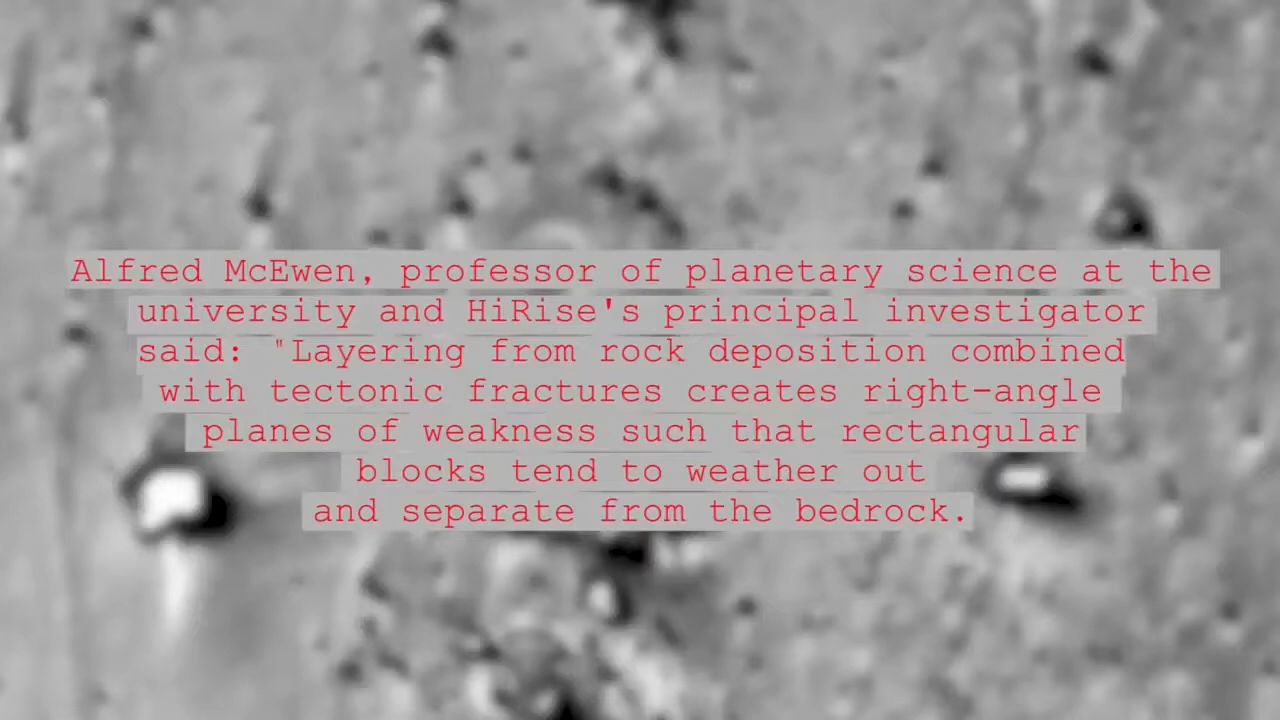 Alfred McEwen, professor of planetary science at the
university and HiRise's principal investigator
said: "Layering from rock deposition combined
with tectonic fractures creates right-angle
planes of weakness such that rectangular
blocks tend to weather out
and separate from the bedrock.